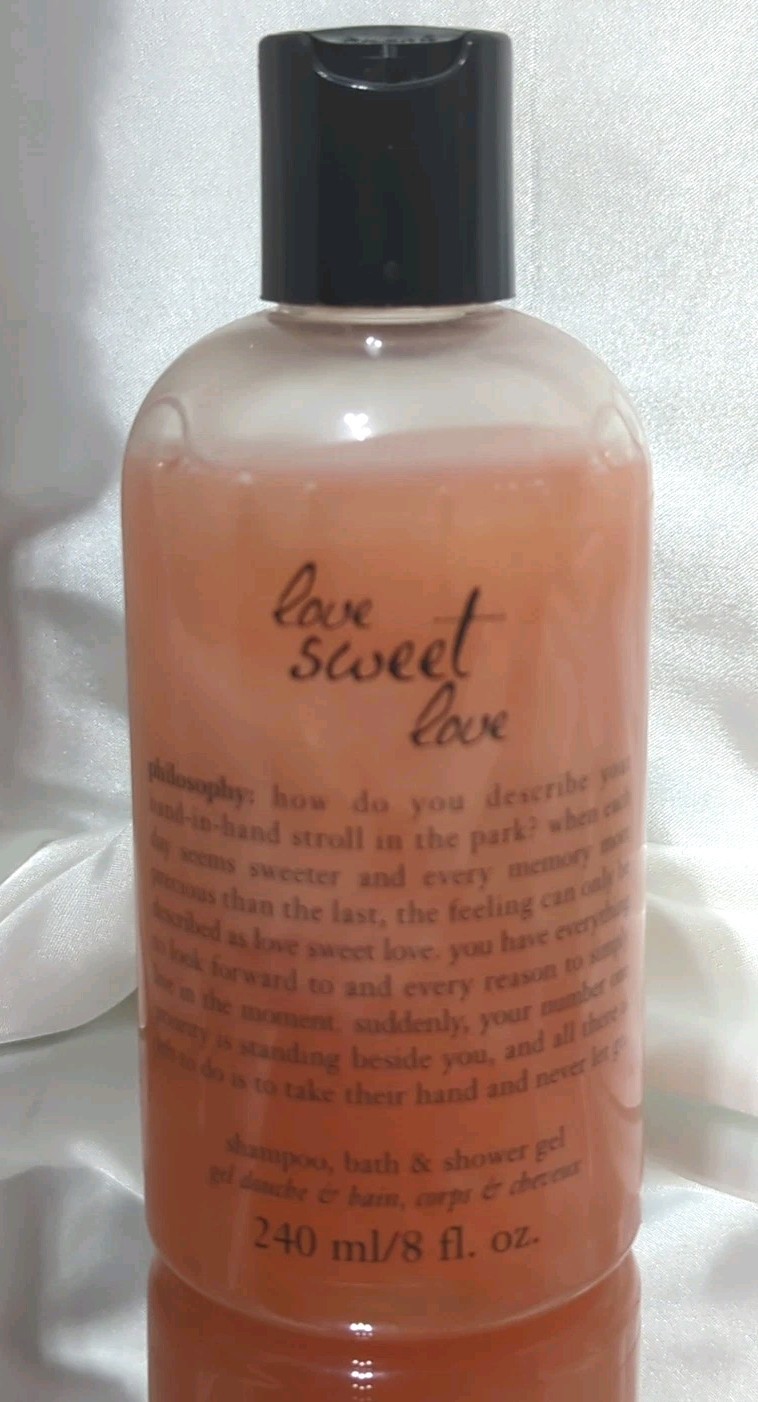 love
sweet
love
philosophy: how do you describe your
hand-in-hand stroll in the park? when each
day seems sweeter and every memory more
precious than the last, the feeling can only be
described as love sweet love. you have everything
to look forward to and every reason to simply
live in the moment. suddenly, your number one
priority is standing beside you, and all there is
left to do is to take their hand and never let go.
shampoo, bath & shower gel
gel douche & bain, corps & cheveux
240 ml/8 fl. oz.